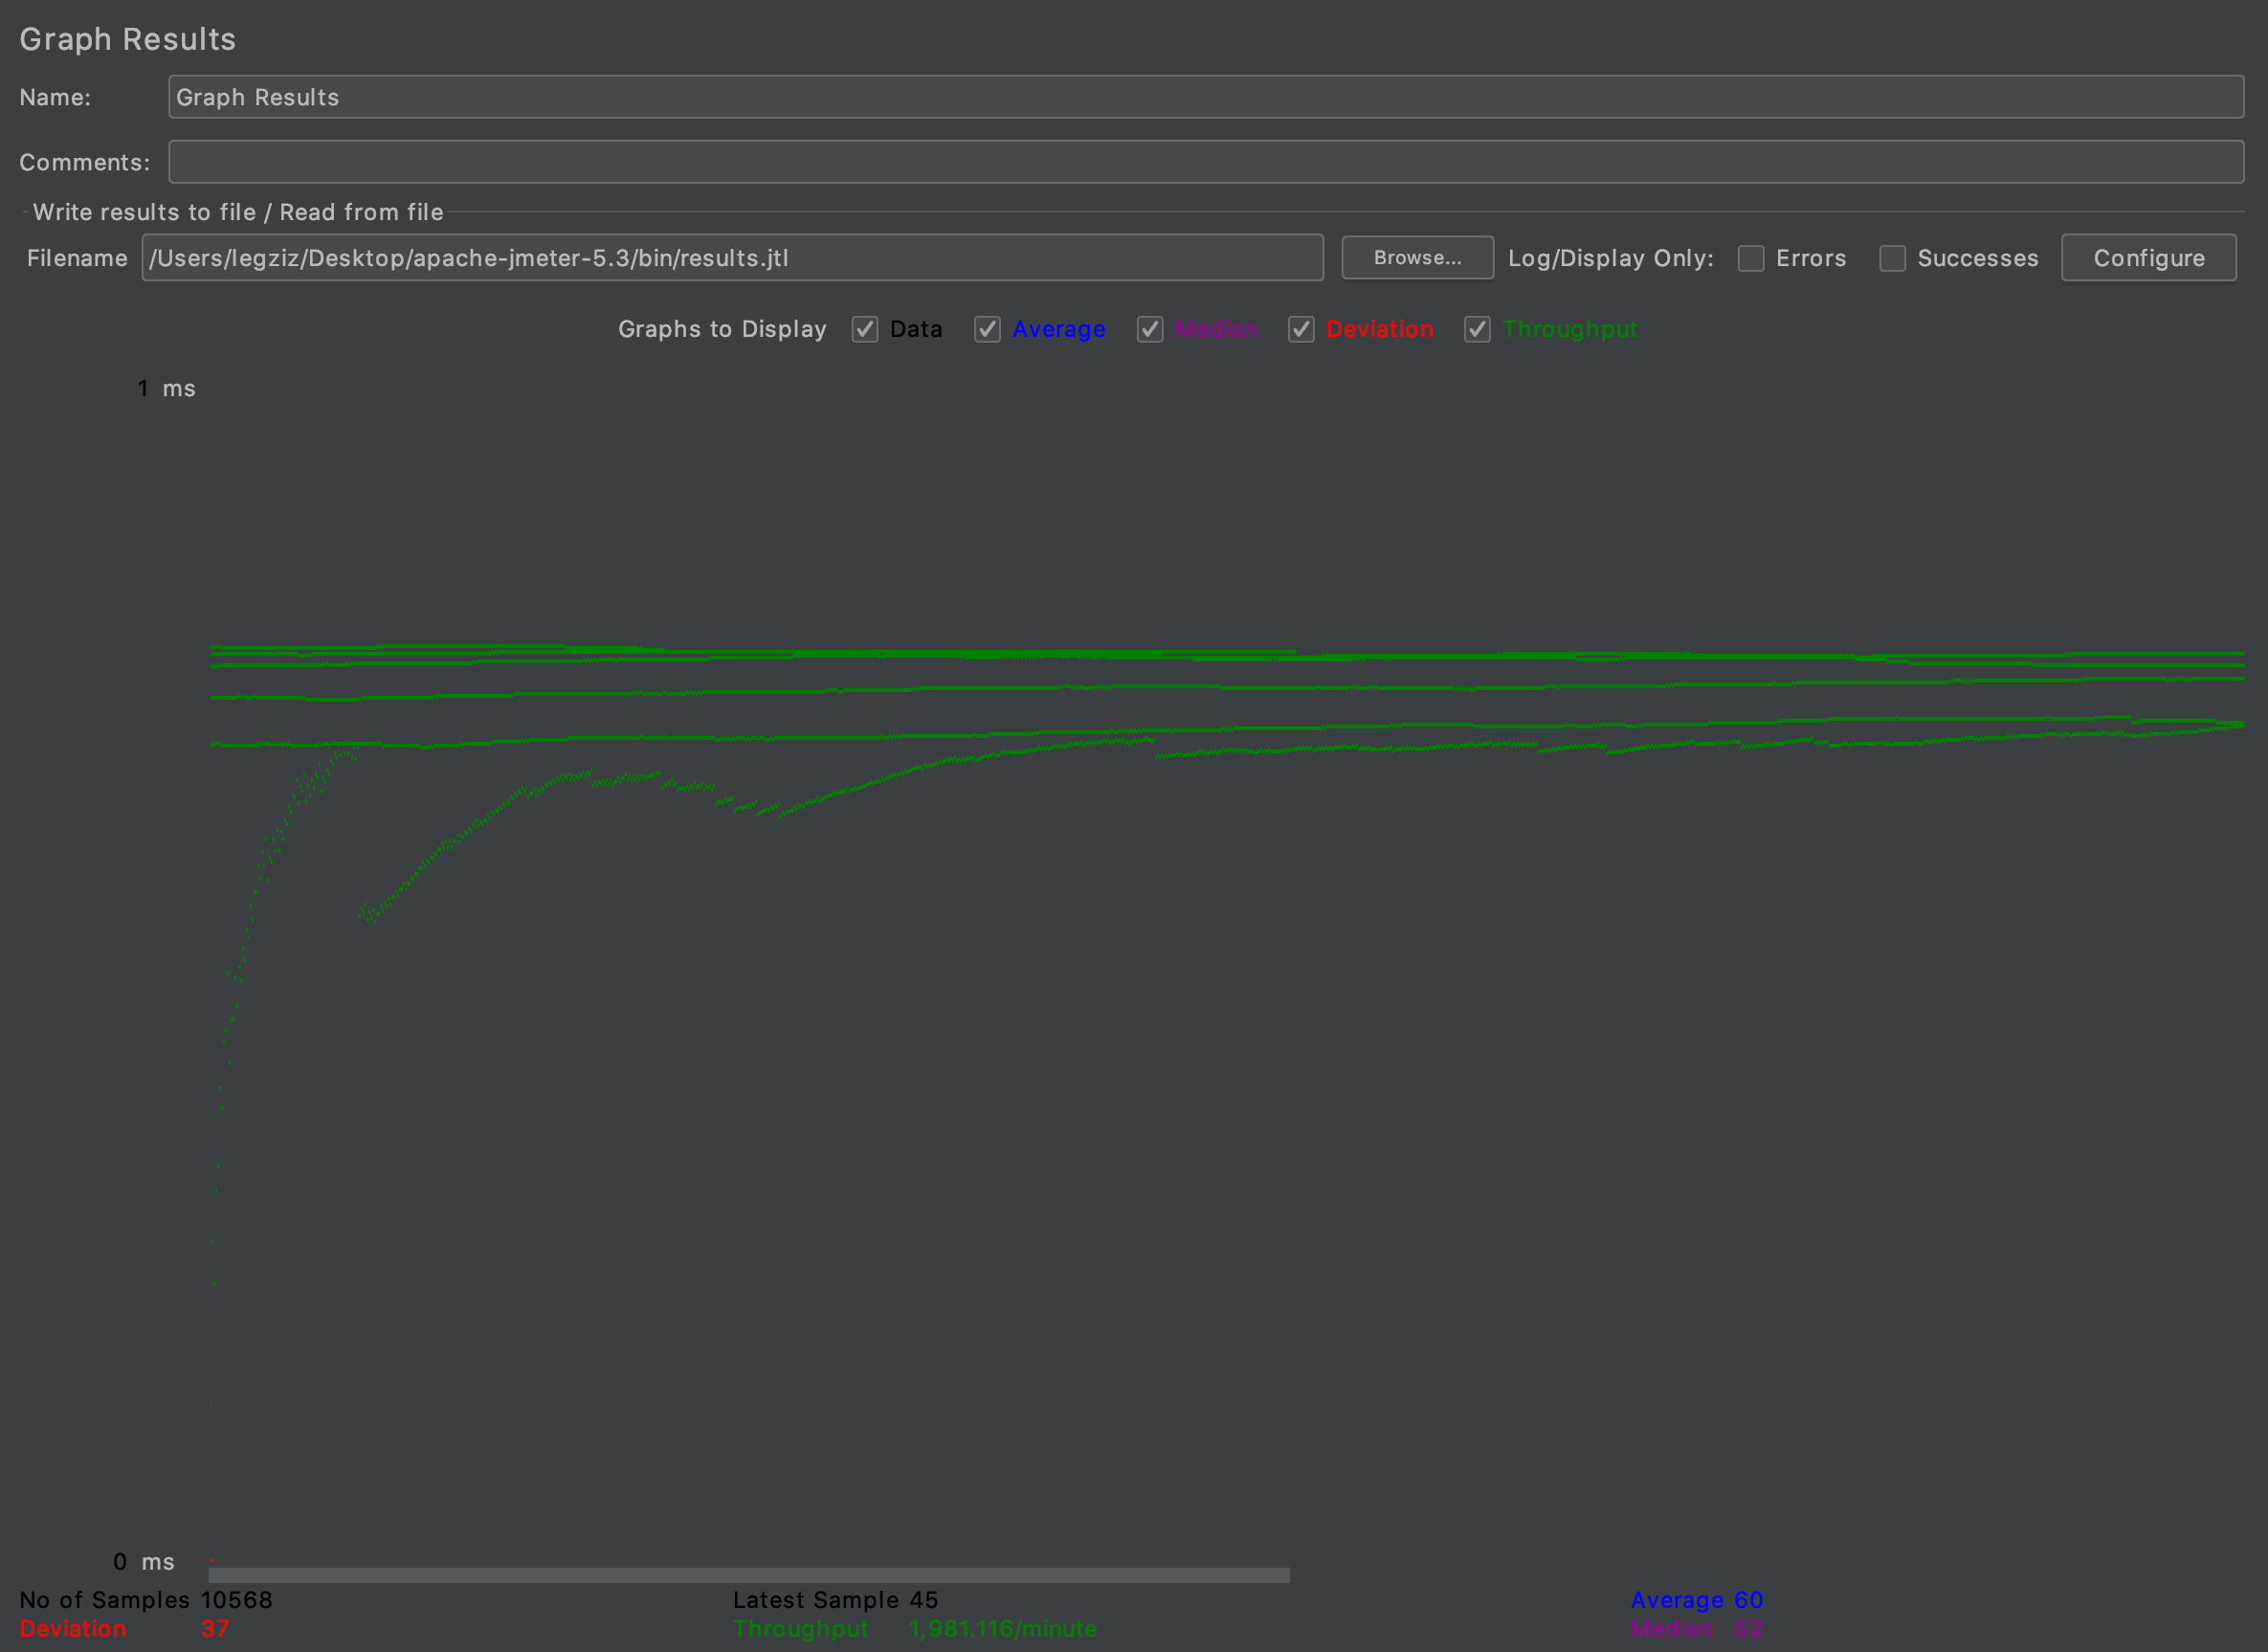 Graph Results
Name: Graph Results
Comments:
Write results to file / Read from file
Filename /Users/legziz/Desktop/apache-jmeter-5.3/bin/results.jtl Browse... Log/Display Only: Errors Successes Configure
Graphs to Display Data Average Median Deviation Throughput
1 ms
0 ms
No of Samples 10568 Latest Sample 45 Average 60
Deviation 37 Throughput 1,981.116/minute Median 52